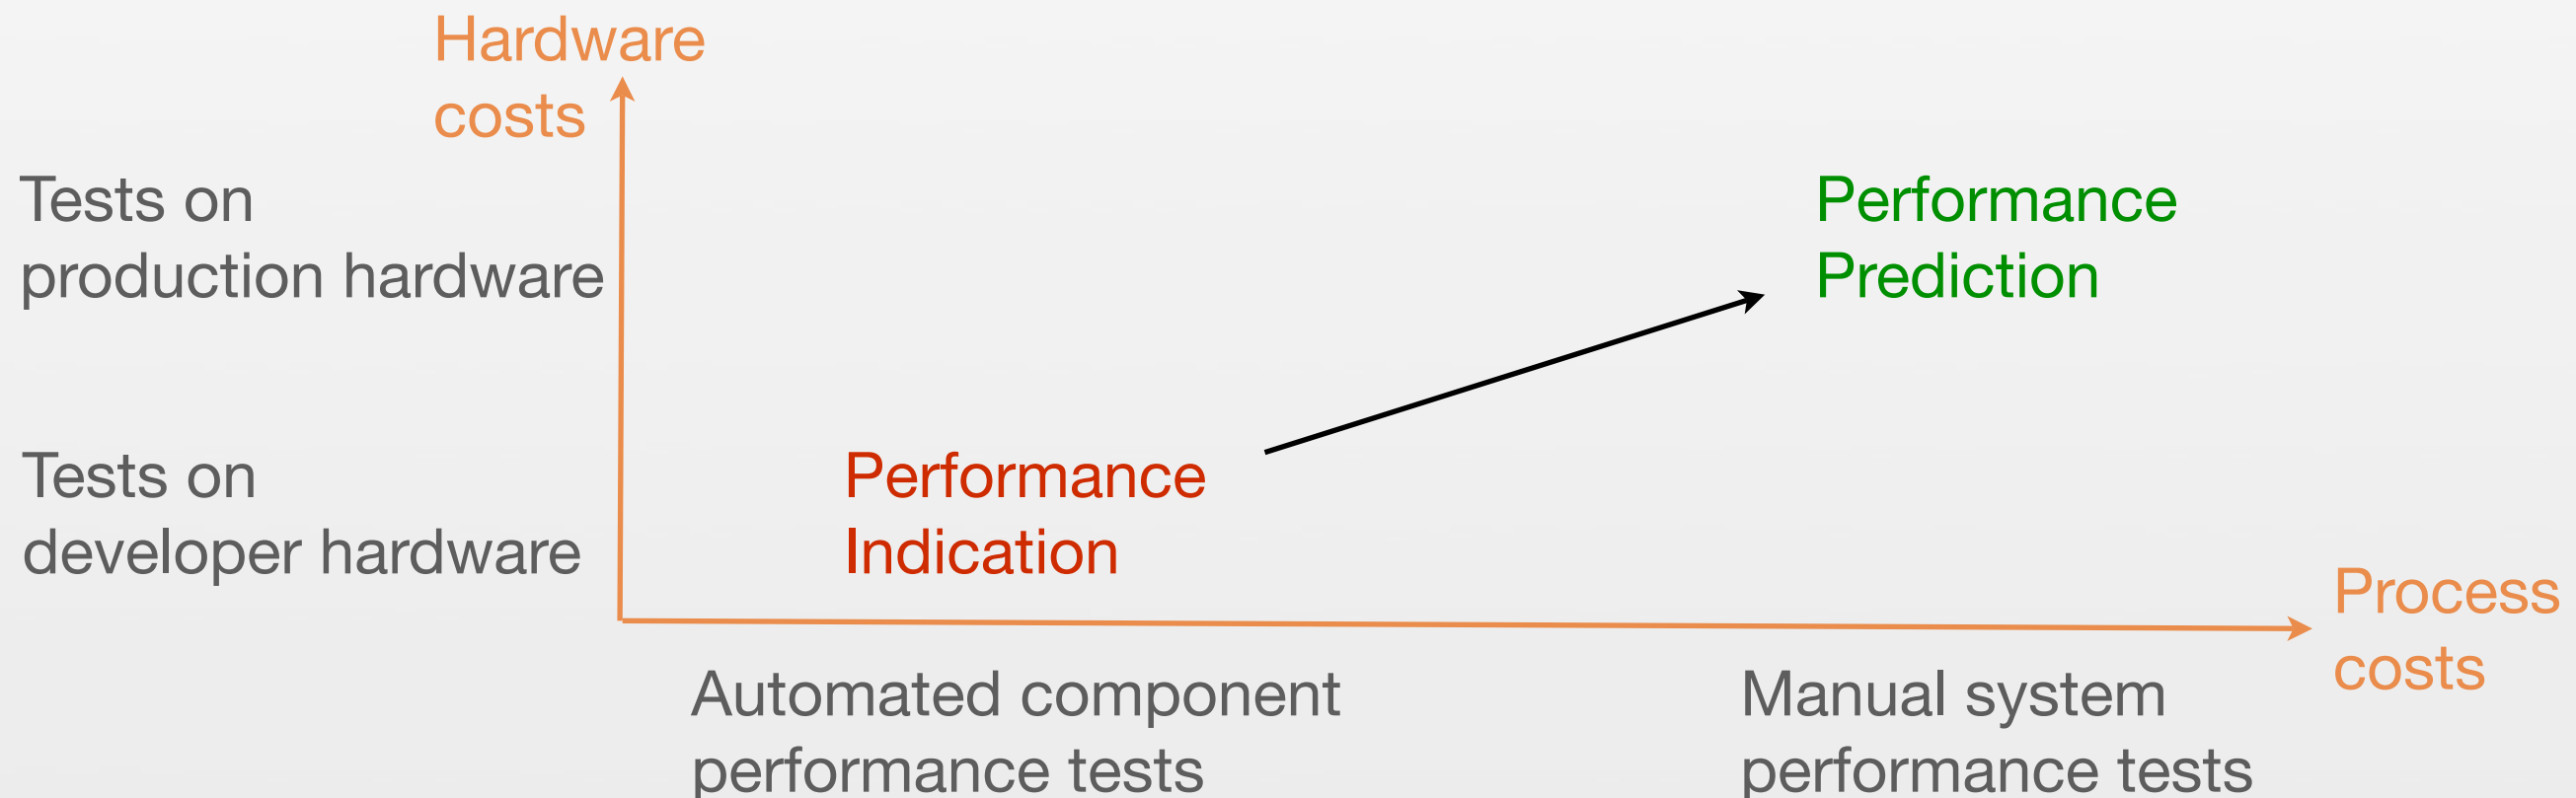 Hardware
costs
Tests on
production hardware
Performance
Prediction
Tests on
developer hardware
Performance
Indication
Process
costs
Automated component
performance tests
Manual system
performance tests